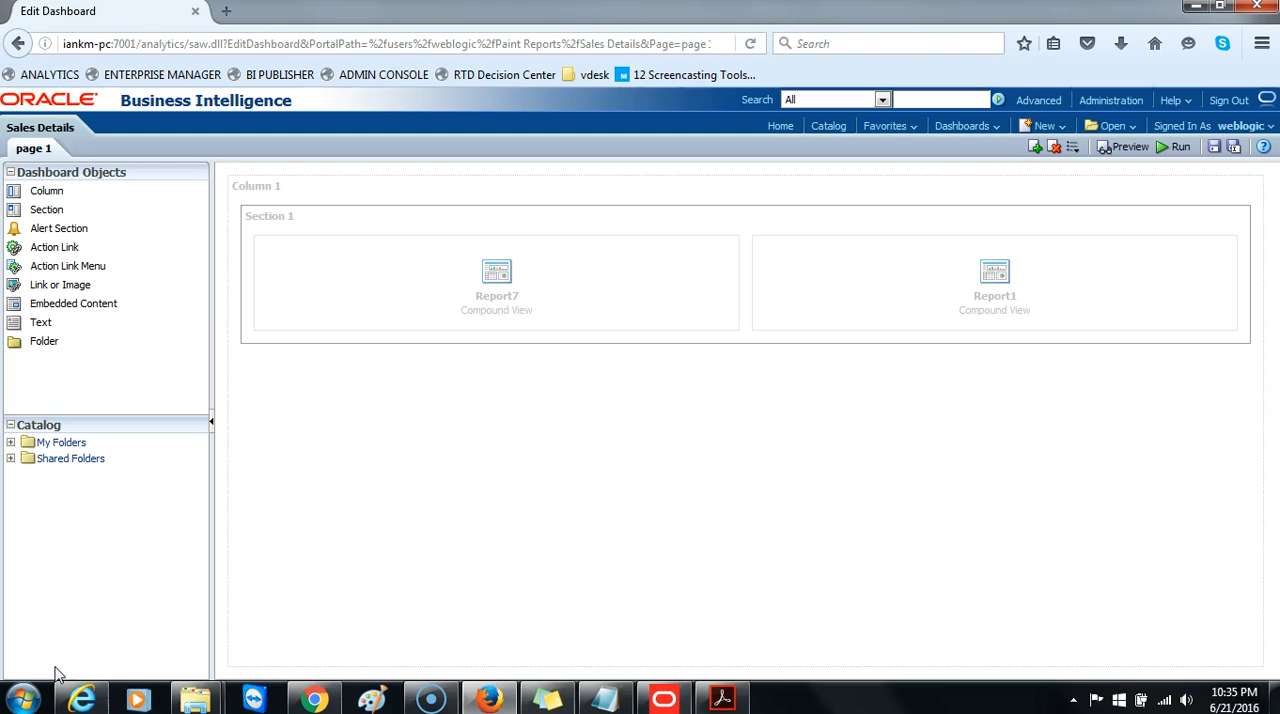 Edit Dashboard
iankm-pc:7001/analytics/saw.dll?EditDashboard&PortalPath=%2fusers%2fweblogic%2fPaint Reports%2fSales Details&Page=page
Search
ANALYTICS ENTERPRISE MANAGER BI PUBLISHER ADMIN CONSOLE RTD Decision Center vdesk 12 Screencasting Tools...
ORACLE Business Intelligence
Search All Advanced Administration Help Sign Out
Sales Details
Home Catalog Favorites Dashboards New Open Signed In As weblogic
page 1
Preview Run
Dashboard Objects
Column
Section
Alert Section
Action Link
Action Link Menu
Link or Image
Embedded Content
Text
Folder
Catalog
My Folders
Shared Folders
Column 1
Section 1
Report7
Compound View
Report1
Compound View
10:35 PM
6/21/2016